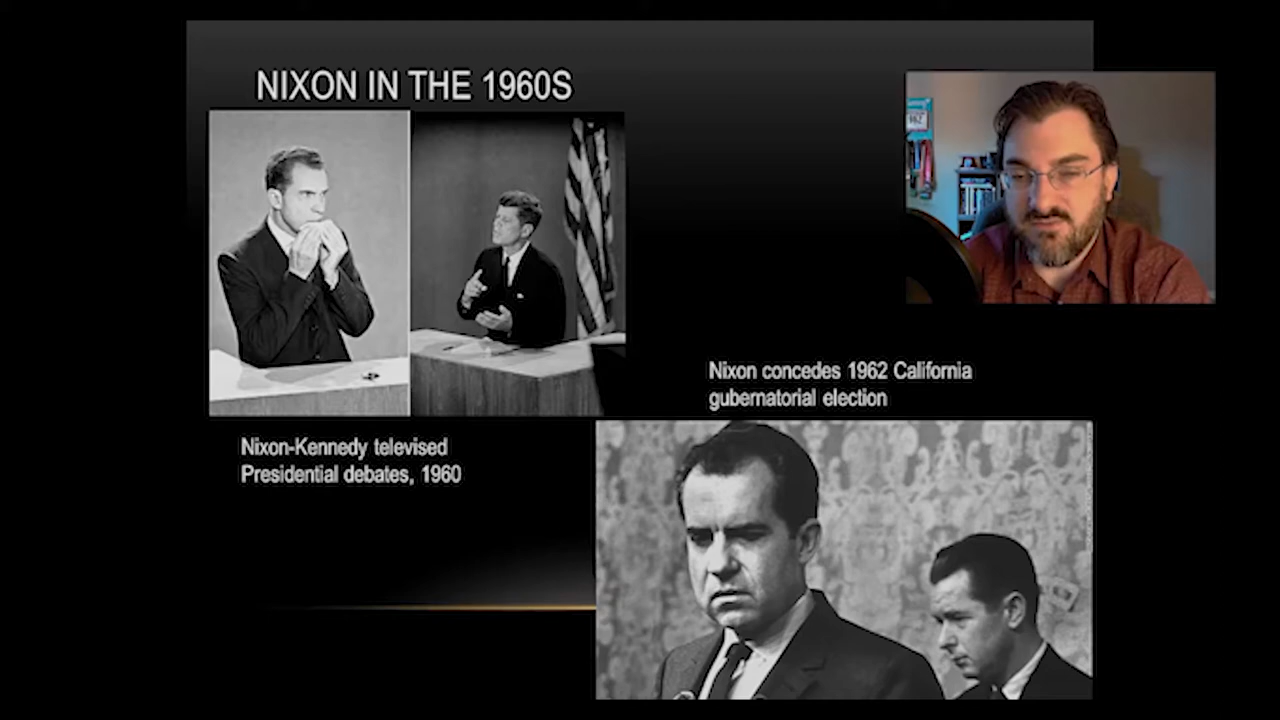 NIXON IN THE 1960S
Nixon concedes 1962 California
gubernatorial election
Nixon-Kennedy televised
Presidential debates, 1960